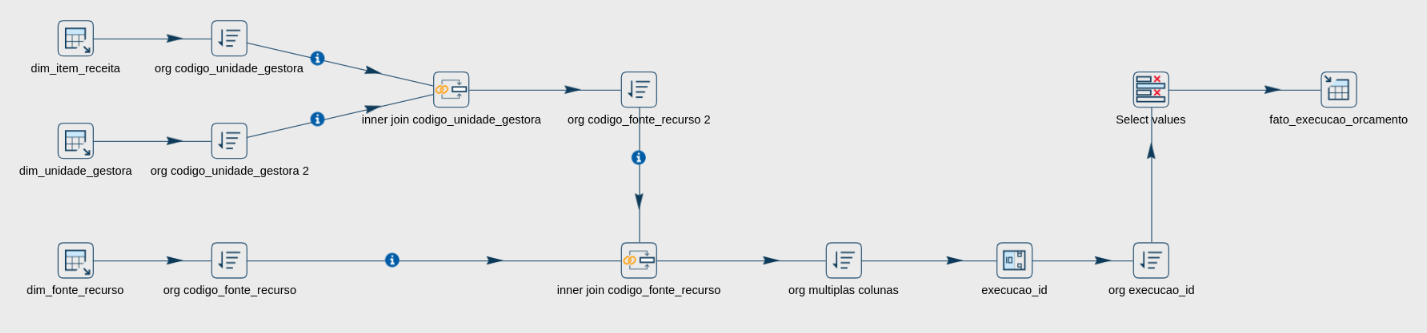 dim_item_receita
org codigo_unidade_gestora
inner join codigo_unidade_gestora
org codigo_fonte_recurso 2
Select values
fato_execucao_orcamento
dim_unidade_gestora
org codigo_unidade_gestora 2
dim_fonte_recurso
org codigo_fonte_recurso
inner join codigo_fonte_recurso
org multiplas colunas
execucao_id
org execucao_id